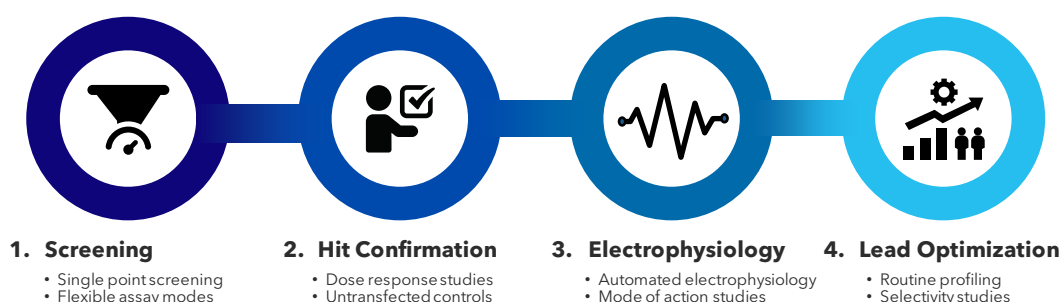 1. Screening
• Single point screening
• Flexible assay modes
2. Hit Confirmation
• Dose response studies
• Untransfected controls
3. Electrophysiology
• Automated electrophysiology
• Mode of action studies
4. Lead Optimization
• Routine profiling
• Selectivity studies